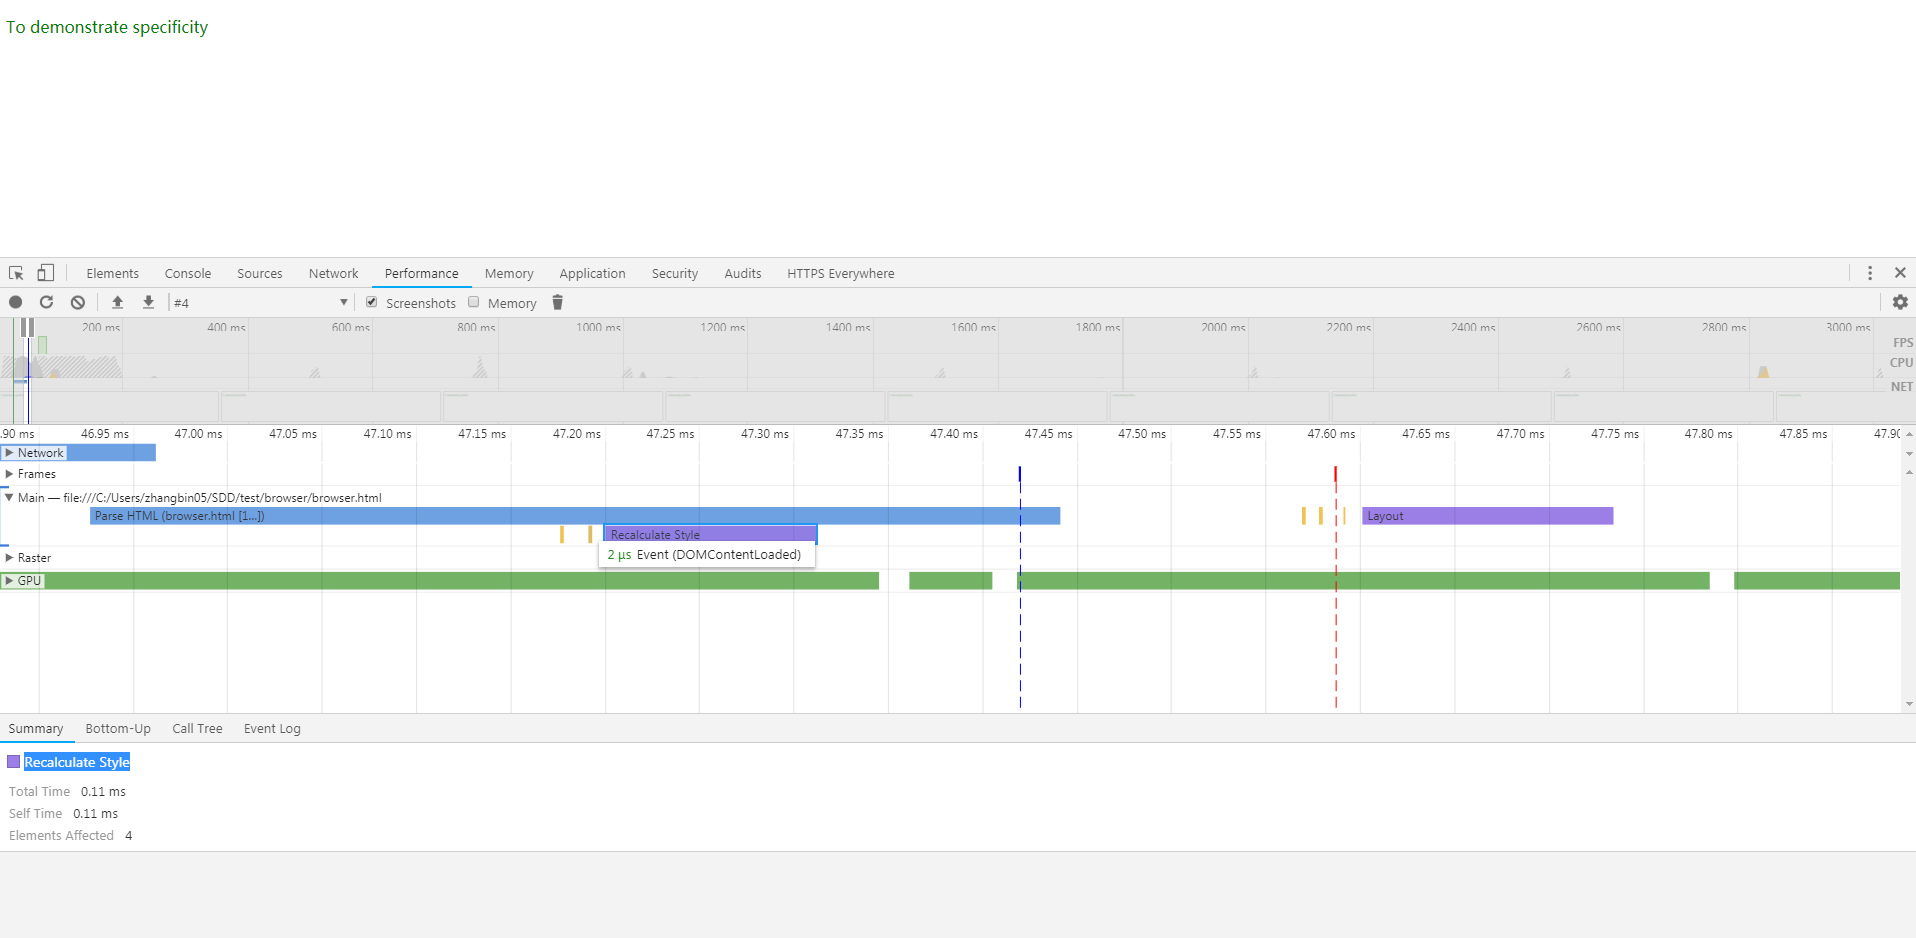 To demonstrate specificity
Elements Console Sources Network Performance Memory Application Security Audits HTTPS Everywhere
#4 Screenshots Memory
200 ms 400 ms 600 ms 800 ms 1000 ms 1200 ms 1400 ms 1600 ms 1800 ms 2000 ms 2200 ms 2400 ms 2600 ms 2800 ms 3000 ms
FPS
CPU
NET
.90 ms 46.95 ms 47.00 ms 47.05 ms 47.10 ms 47.15 ms 47.20 ms 47.25 ms 47.30 ms 47.35 ms 47.40 ms 47.45 ms 47.50 ms 47.55 ms 47.60 ms 47.65 ms 47.70 ms 47.75 ms 47.80 ms 47.85 ms 47.90
Network
Frames
Main — file:///C:/Users/zhangbin05/SDD/test/browser/browser.html
Parse HTML (browser.html [1...]) Layout
Recalculate Style
2 μs Event (DOMContentLoaded)
Raster
GPU
Summary Bottom-Up Call Tree Event Log
Recalculate Style
Total Time 0.11 ms
Self Time 0.11 ms
Elements Affected 4